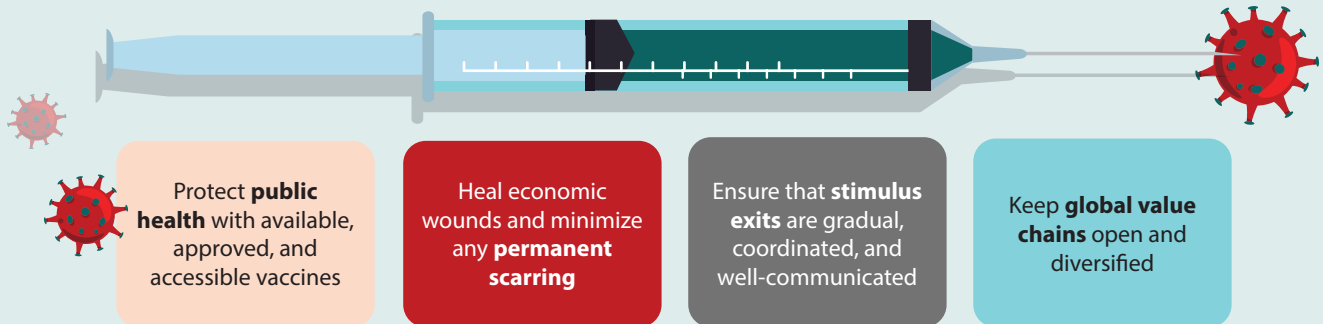 Protect public
health with available,
approved, and
accessible vaccines
Heal economic
wounds and minimize
any permanent
scarring
Ensure that stimulus
exits are gradual,
coordinated, and
well-communicated
Keep global value
chains open and
diversified